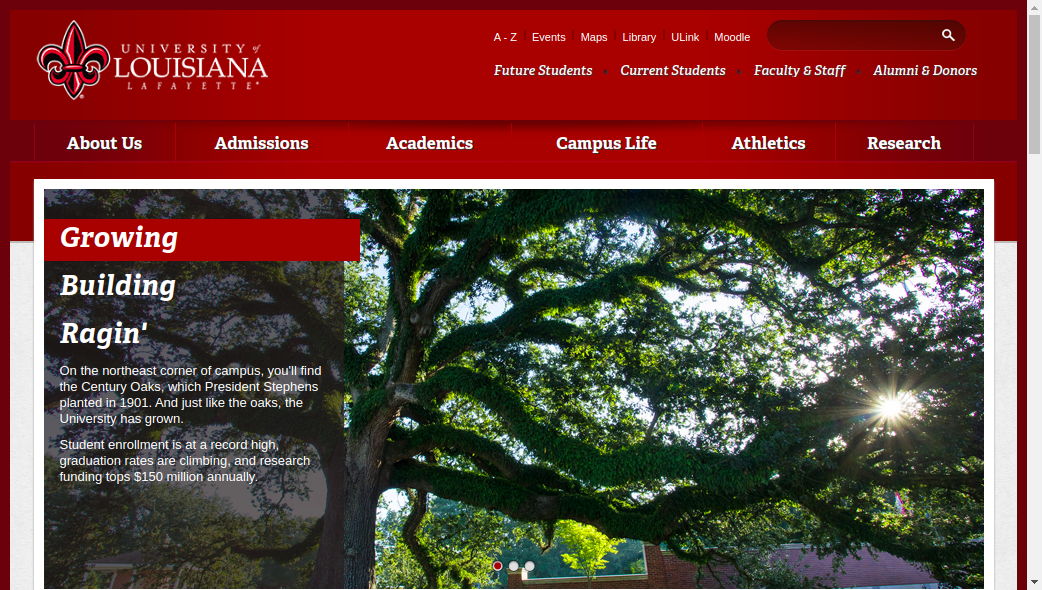 UNIVERSITY of
LOUISIANA
LAFAYETTE
A - Z Events Maps Library ULink Moodle
Future Students Current Students Faculty & Staff Alumni & Donors
About Us Admissions Academics Campus Life Athletics Research
Growing
Building
Ragin'
On the northeast corner of campus, you'll find
the Century Oaks, which President Stephens
planted in 1901. And just like the oaks, the
University has grown.
Student enrollment is at a record high,
graduation rates are climbing, and research
funding tops $150 million annually.